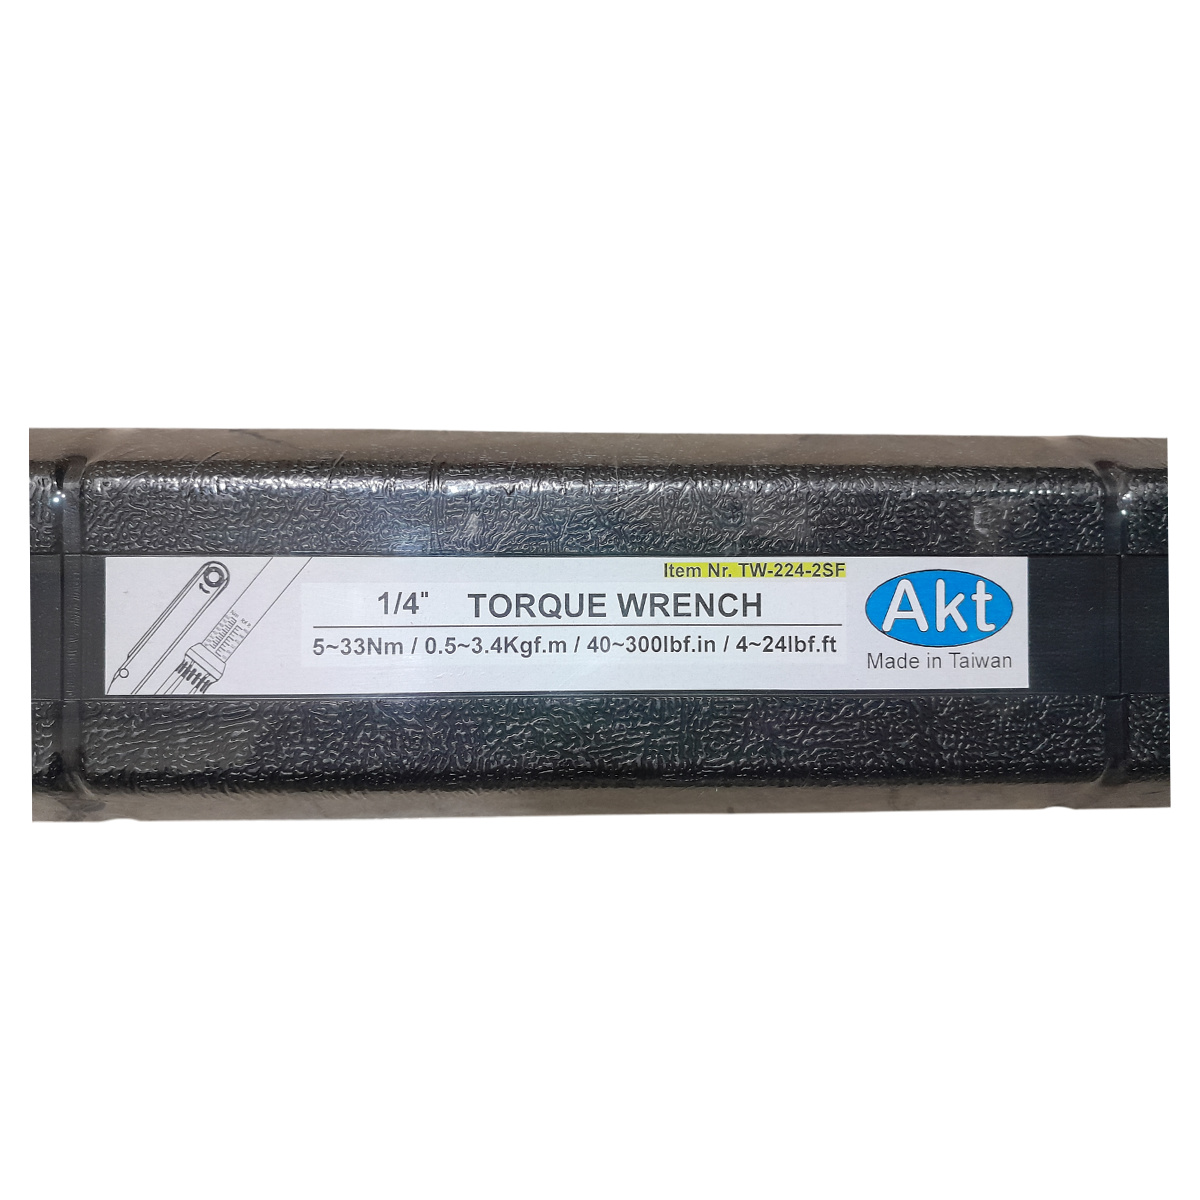 Item Nr. TW-224-2SF
1/4" TORQUE WRENCH
5~33Nm / 0.5~3.4Kgf.m / 40~300lbf.in / 4~24lbf.ft
Akt
Made in Taiwan